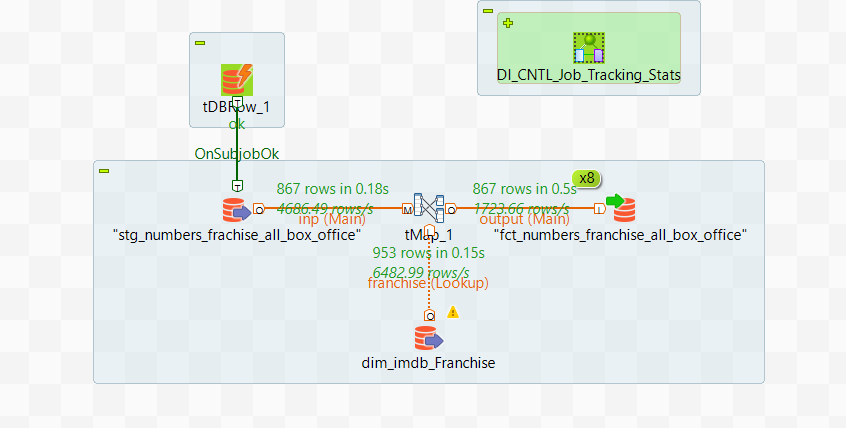 DI_CNTL_Job_Tracking_Stats
tDBRow_1
ok
OnSubjobOk
x8
867 rows in 0.18s
4686.49 rows/s
inp (Main)
867 rows in 0.5s
1723.66 rows/s
output (Main)
"stg_numbers_frachise_all_box_office"
tMap_1
"fct_numbers_franchise_all_box_office"
953 rows in 0.15s
6482.99 rows/s
franchise (Lookup)
dim_imdb_Franchise